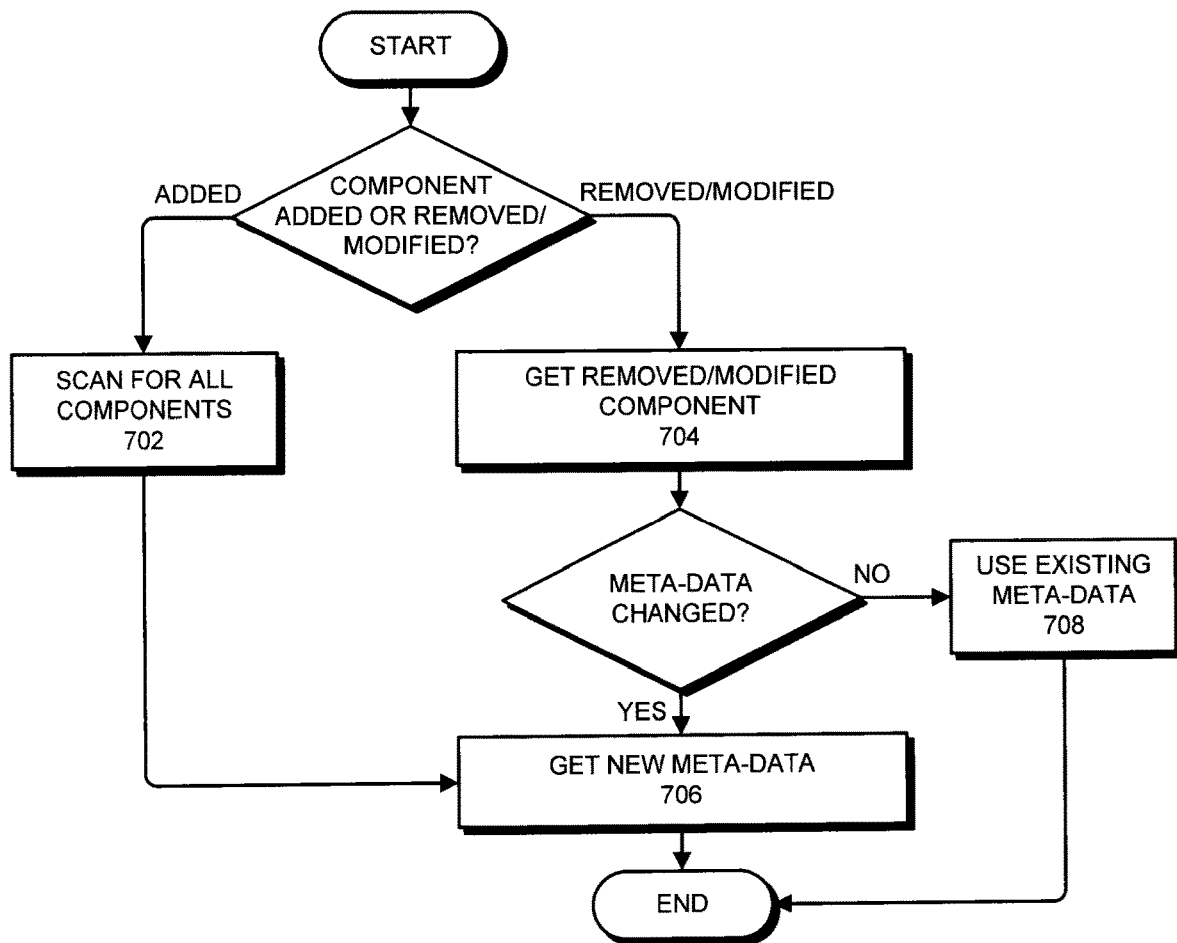 START
COMPONENT
ADDED OR REMOVED/
MODIFIED?
ADDED
REMOVED/MODIFIED
SCAN FOR ALL
COMPONENTS
702
GET REMOVED/MODIFIED
COMPONENT
704
META-DATA
CHANGED?
NO
USE EXISTING
META-DATA
708
YES
GET NEW META-DATA
706
END